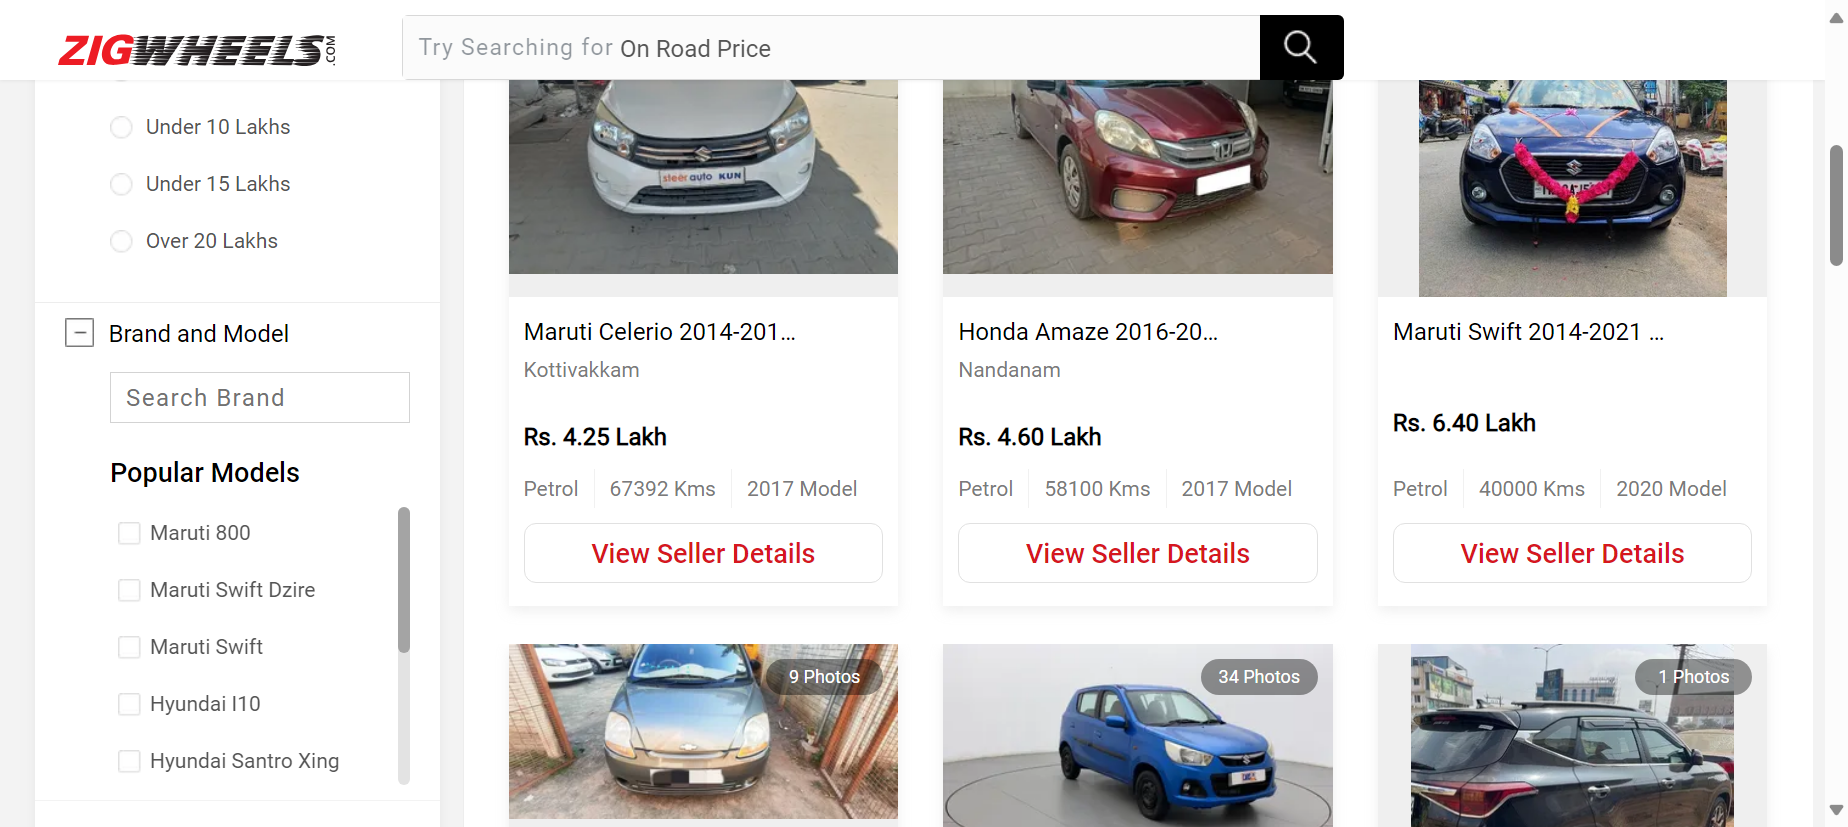 ZIGWHEELS.COM
Try Searching for On Road Price
Under 10 Lakhs
Under 15 Lakhs
Over 20 Lakhs
Brand and Model
Search Brand
Popular Models
Maruti 800
Maruti Swift Dzire
Maruti Swift
Hyundai I10
Hyundai Santro Xing
steer auto KUN
Maruti Celerio 2014-201...
Kottivakkam
Rs. 4.25 Lakh
Petrol 67392 Kms 2017 Model
View Seller Details
Honda Amaze 2016-20...
Nandanam
Rs. 4.60 Lakh
Petrol 58100 Kms 2017 Model
View Seller Details
Maruti Swift 2014-2021 ...
Rs. 6.40 Lakh
Petrol 40000 Kms 2020 Model
View Seller Details
9 Photos
34 Photos
1 Photos